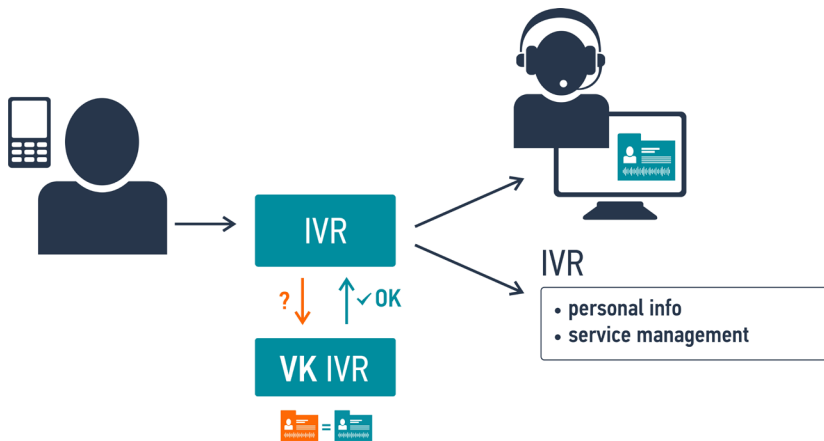 IVR
? ✓ OK
VK IVR
=
IVR
• personal info
• service management